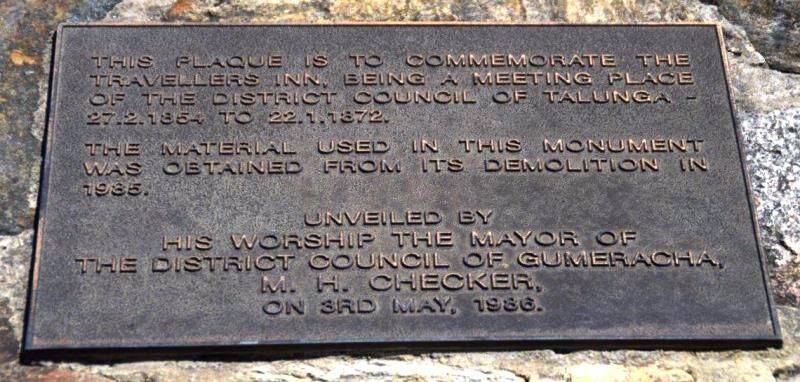 THIS PLAQUE IS TO COMMEMORATE THE
TRAVELLERS INN, BEING A MEETING PLACE
OF THE DISTRICT COUNCIL OF TALUNGA -
27.2.1854 TO 22.1.1872.
THE MATERIAL USED IN THIS MONUMENT
WAS OBTAINED FROM ITS DEMOLITION IN
1985.
UNVEILED BY
HIS WORSHIP THE MAYOR OF
THE DISTRICT COUNCIL OF GUMERACHA,
M. H. CHECKER,
ON 3RD MAY, 1986.